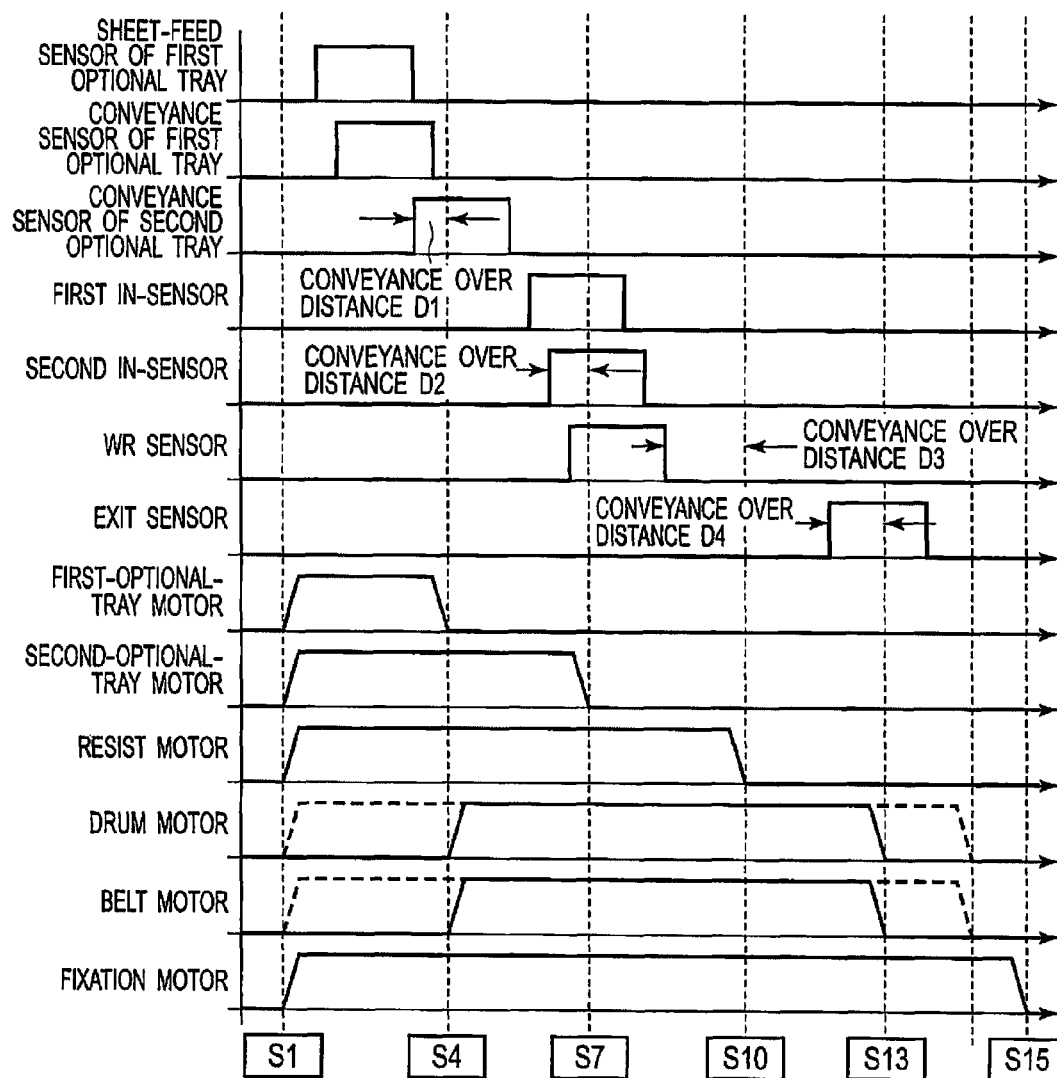 SHEET-FEED
SENSOR OF FIRST
OPTIONAL TRAY
CONVEYANCE
SENSOR OF FIRST
OPTIONAL TRAY
CONVEYANCE
SENSOR OF SECOND
OPTIONAL TRAY
CONVEYANCE OVER
DISTANCE D1
FIRST IN-SENSOR
SECOND IN-SENSOR
CONVEYANCE OVER
DISTANCE D2
WR SENSOR
CONVEYANCE OVER
DISTANCE D3
EXIT SENSOR
CONVEYANCE OVER
DISTANCE D4
FIRST-OPTIONAL-
TRAY MOTOR
SECOND-OPTIONAL-
TRAY MOTOR
RESIST MOTOR
DRUM MOTOR
BELT MOTOR
FIXATION MOTOR
S1 S4 S7 S10 S13 S15